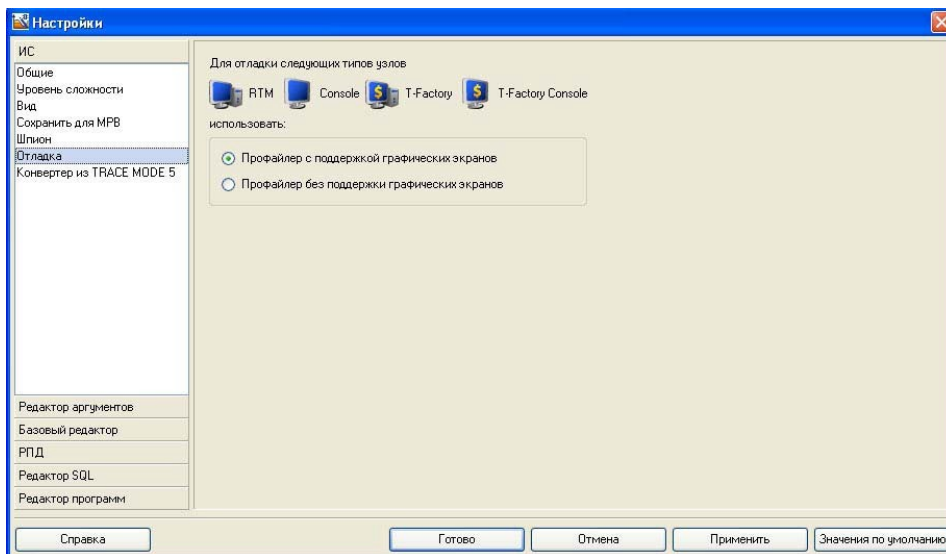 Настройки
ИС
Общие
Уровень сложности
Вид
Сохранить для МРВ
Шпион
Отладка
Конвертер из TRACE MODE 5
Редактор аргументов
Базовый редактор
РПД
Редактор SQL
Редактор программ
Для отладки следующих типов узлов
RTM Console T-Factory T-Factory Console
использовать:
Профайлер с поддержкой графических экранов
Профайлер без поддержки графических экранов
Справка Готово Отмена Применить Значения по умолчанию